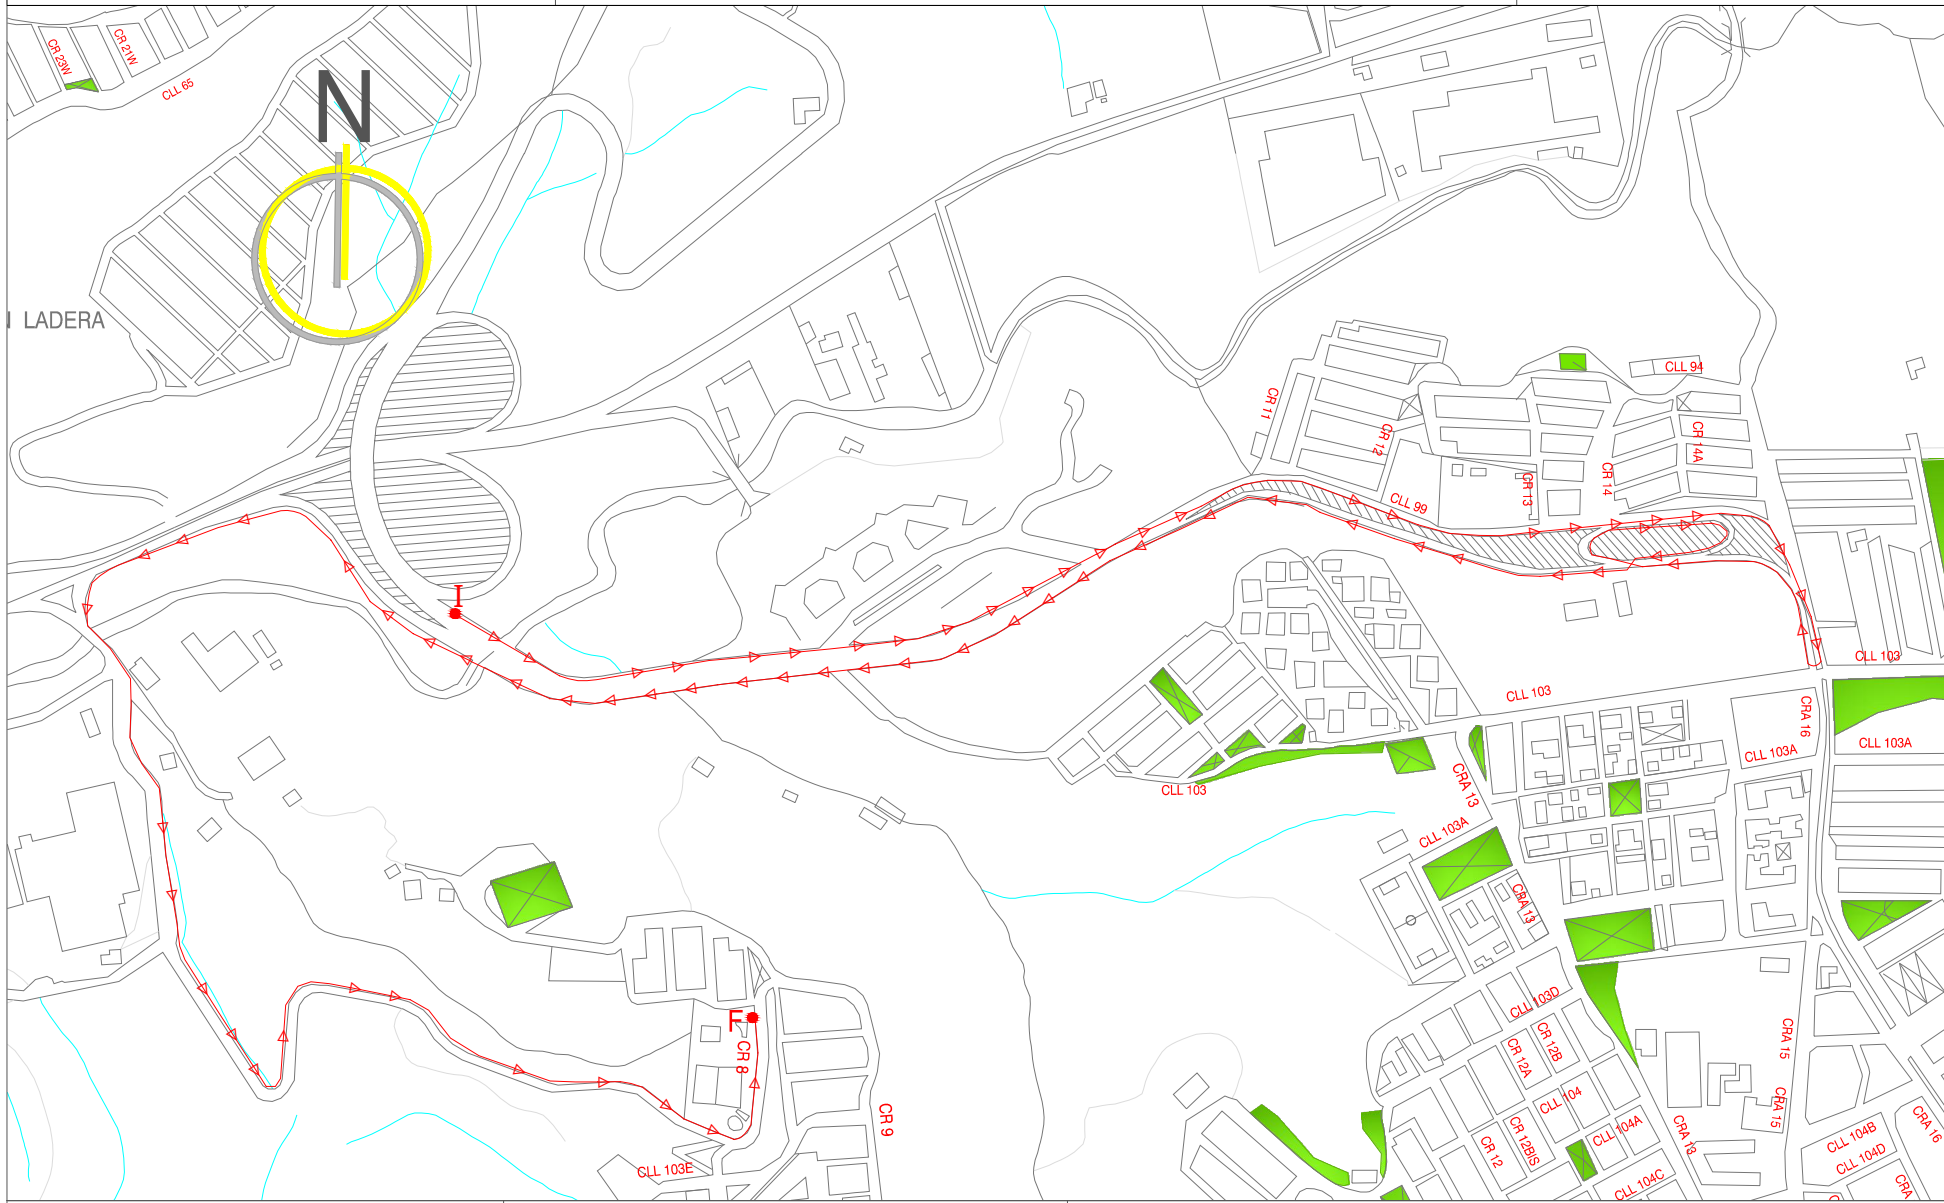 CR 23W
CR 21W
CLL 65
N
LADERA
CLL 94
CR 11
CR 12
CR 14A
CR 13
CR 14
CLL 99
I
CLL 103
CLL 103
CRA 16
CLL 103A
CLL 103A
CRA 13
CLL 103
CLL 103A
CRA 13
CLL 103D
F
CR 8
CR 12B
CR 12A
CRA 15
CLL 104
CRA 15
CR 9
CRA 13
CLL 104A
CLL 104B
CRA 16
CR 12BIS
CR 12
CLL 104D
CLL 103E
CLL 104C
CRA